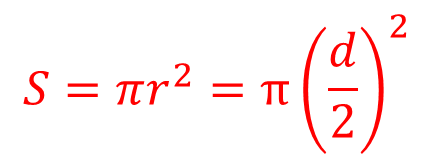 S = πr² = π(d/2)²